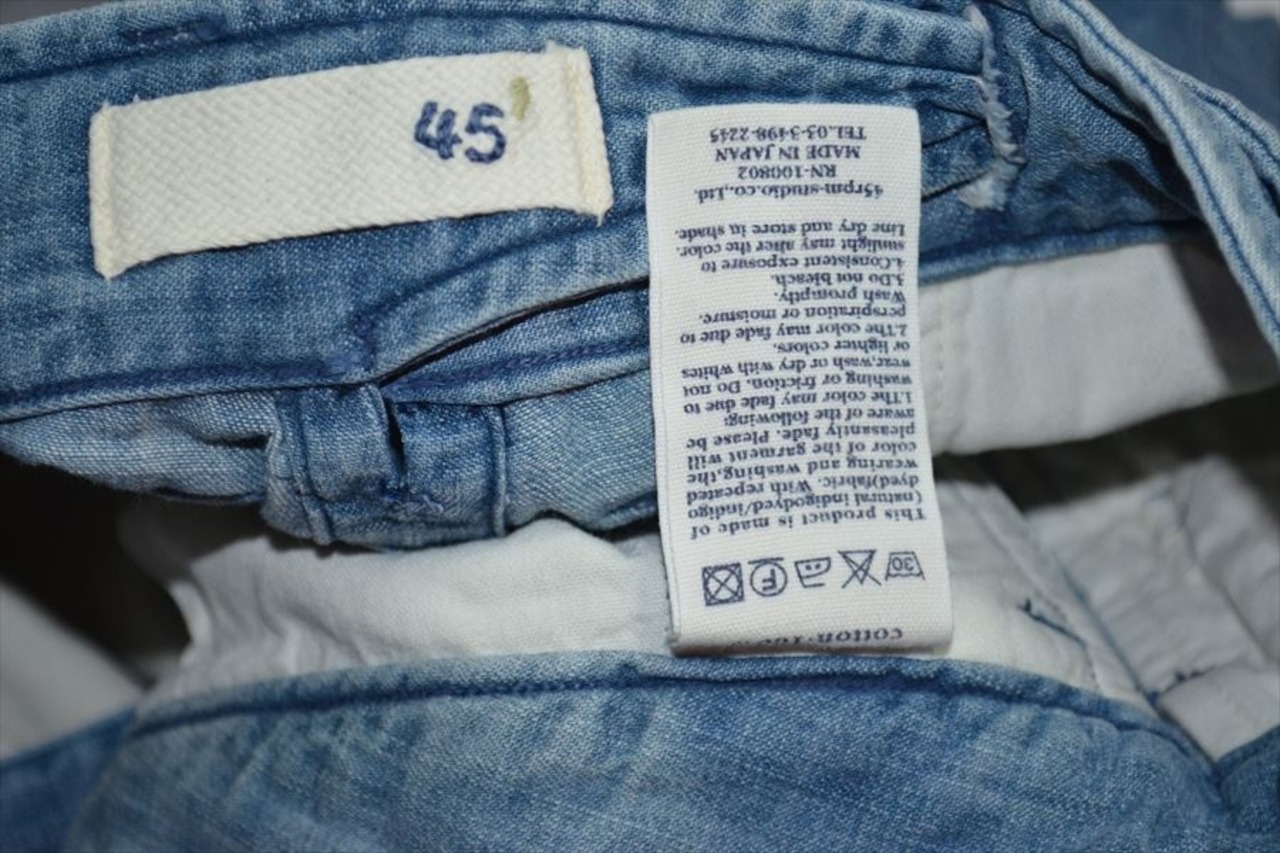 45
cotton-
30
F
This product is made of
(natural indigodyed/indigo
dyed)fabric. With repeated
wearing and washing the,
color of the garment will
pleasantly fade. Please be
aware of the following:
1.The color may fade due to
washing or friction. Do not
wear,wash or dry with whites
or lighter colors.
2.The color may fade due to
perspiration or moisture.
Wash promptly.
3.Do not bleach.
4.Consistent exposure to
sunlight may alter the color.
Line dry and store in shade.
45rpm-studio.co.,Ltd.
RN-100802
MADE IN JAPAN
TEL.03-3498-2245